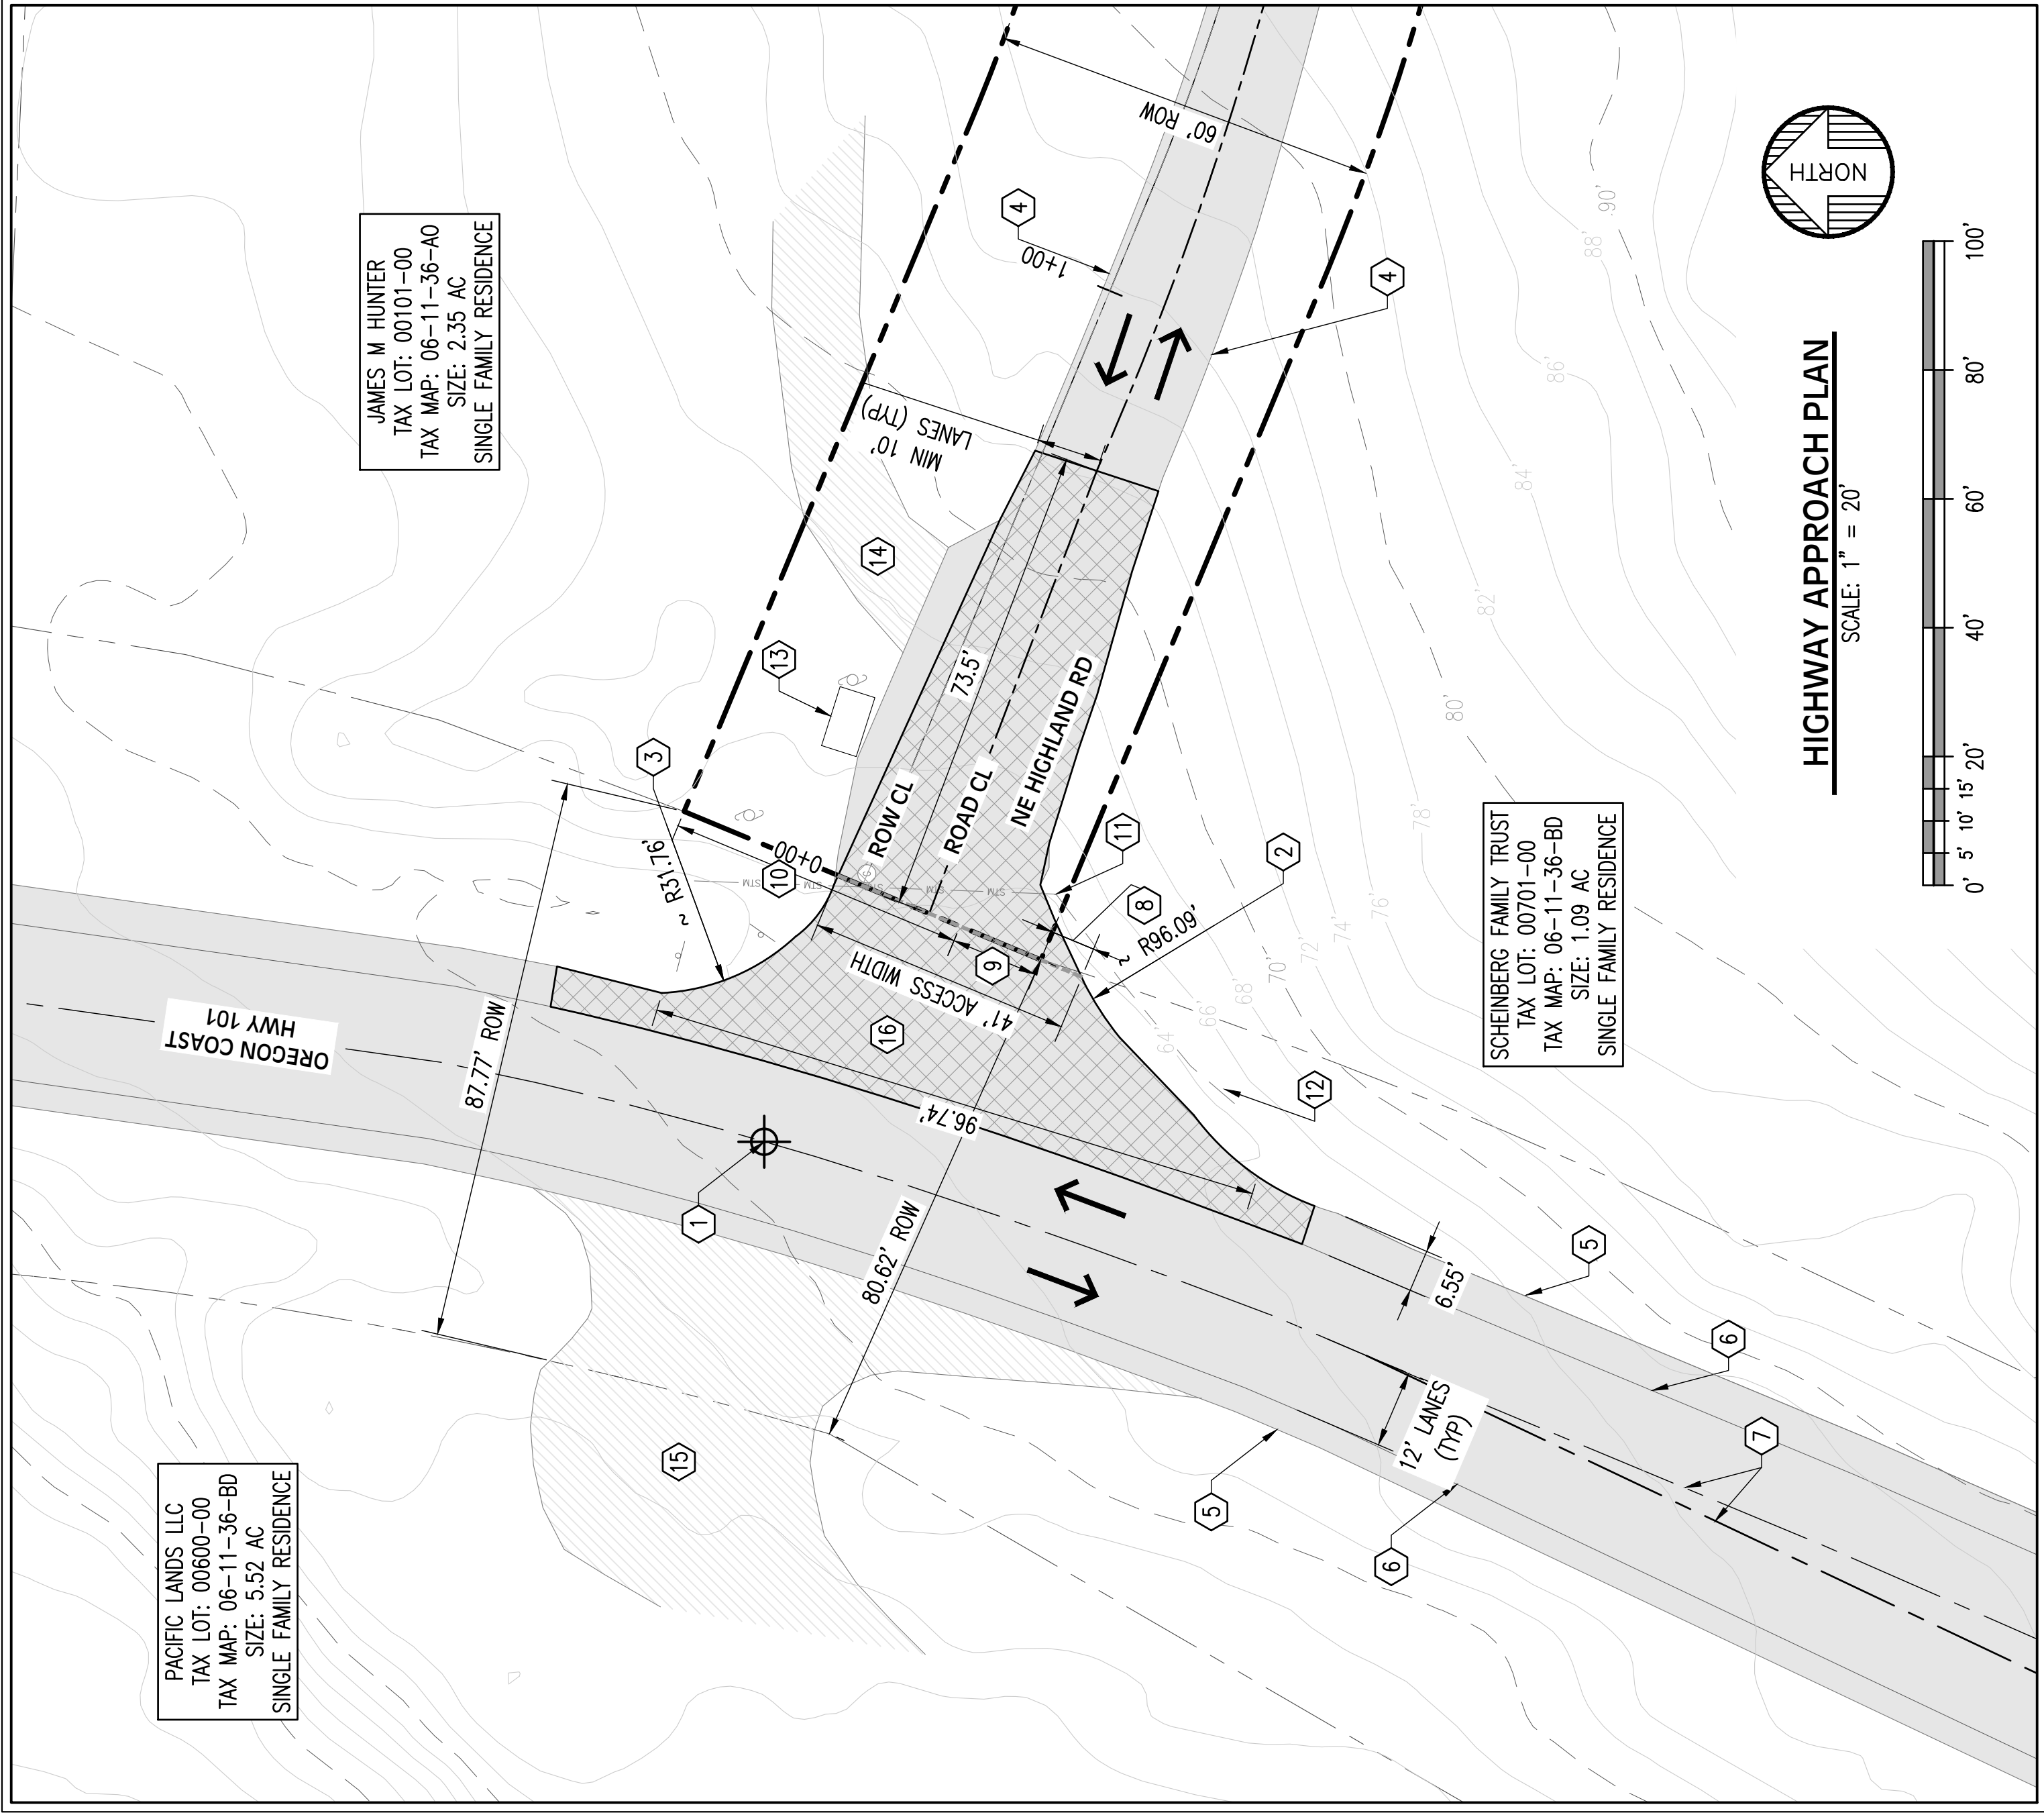 JAMES M HUNTER
TAX LOT: 00101-00
TAX MAP: 06-11-36-AO
SIZE: 2.35 AC
SINGLE FAMILY RESIDENCE
PACIFIC LANDS LLC
TAX LOT: 00600-00
TAX MAP: 06-11-36-BD
SIZE: 5.52 AC
SINGLE FAMILY RESIDENCE
SCHEINBERG FAMILY TRUST
TAX LOT: 00701-00
TAX MAP: 06-11-36-BD
SIZE: 1.09 AC
SINGLE FAMILY RESIDENCE
OREGON COAST
HWY 101
87.77' ROW
80.62' ROW
96.74'
41' ACCESS WIDTH
~ R31.76'
~ R96.09'
0+00
1+00
ROW CL
ROAD CL
NE HIGHLAND RD
73.5'
MIN 10'
LANES (TYP)
60' ROW
12' LANES
(TYP)
6.55'
STM
STM
STM
STM
STM
1
2
3
4
4
5
5
6
6
7
8
9
10
11
12
13
14
15
16
64'
66'
68'
70'
72'
74'
76'
78'
80'
82'
84'
86'
88'
90'
HIGHWAY APPROACH PLAN
SCALE: 1" = 20'
0' 5' 10' 15' 20' 40' 60' 80' 100'
NORTH